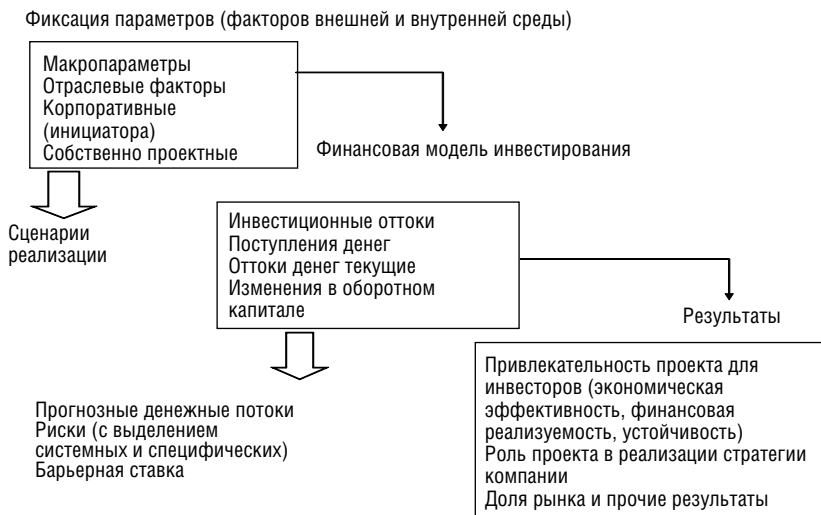 Фиксация параметров (факторов внешней и внутренней среды)
Макропараметры
Отраслевые факторы
Корпоративные
(инициатора)
Собственно проектные
Финансовая модель инвестирования
Сценарии
реализации
Инвестиционные оттоки
Поступления денег
Оттоки денег текущие
Изменения в оборотном
капитале
Результаты
Прогнозные денежные потоки
Риски (с выделением
системных и специфических)
Барьерная ставка
Привлекательность проекта для
инвесторов (экономическая
эффективность, финансовая
реализуемость, устойчивость)
Роль проекта в реализации стратегии
компании
Доля рынка и прочие результаты